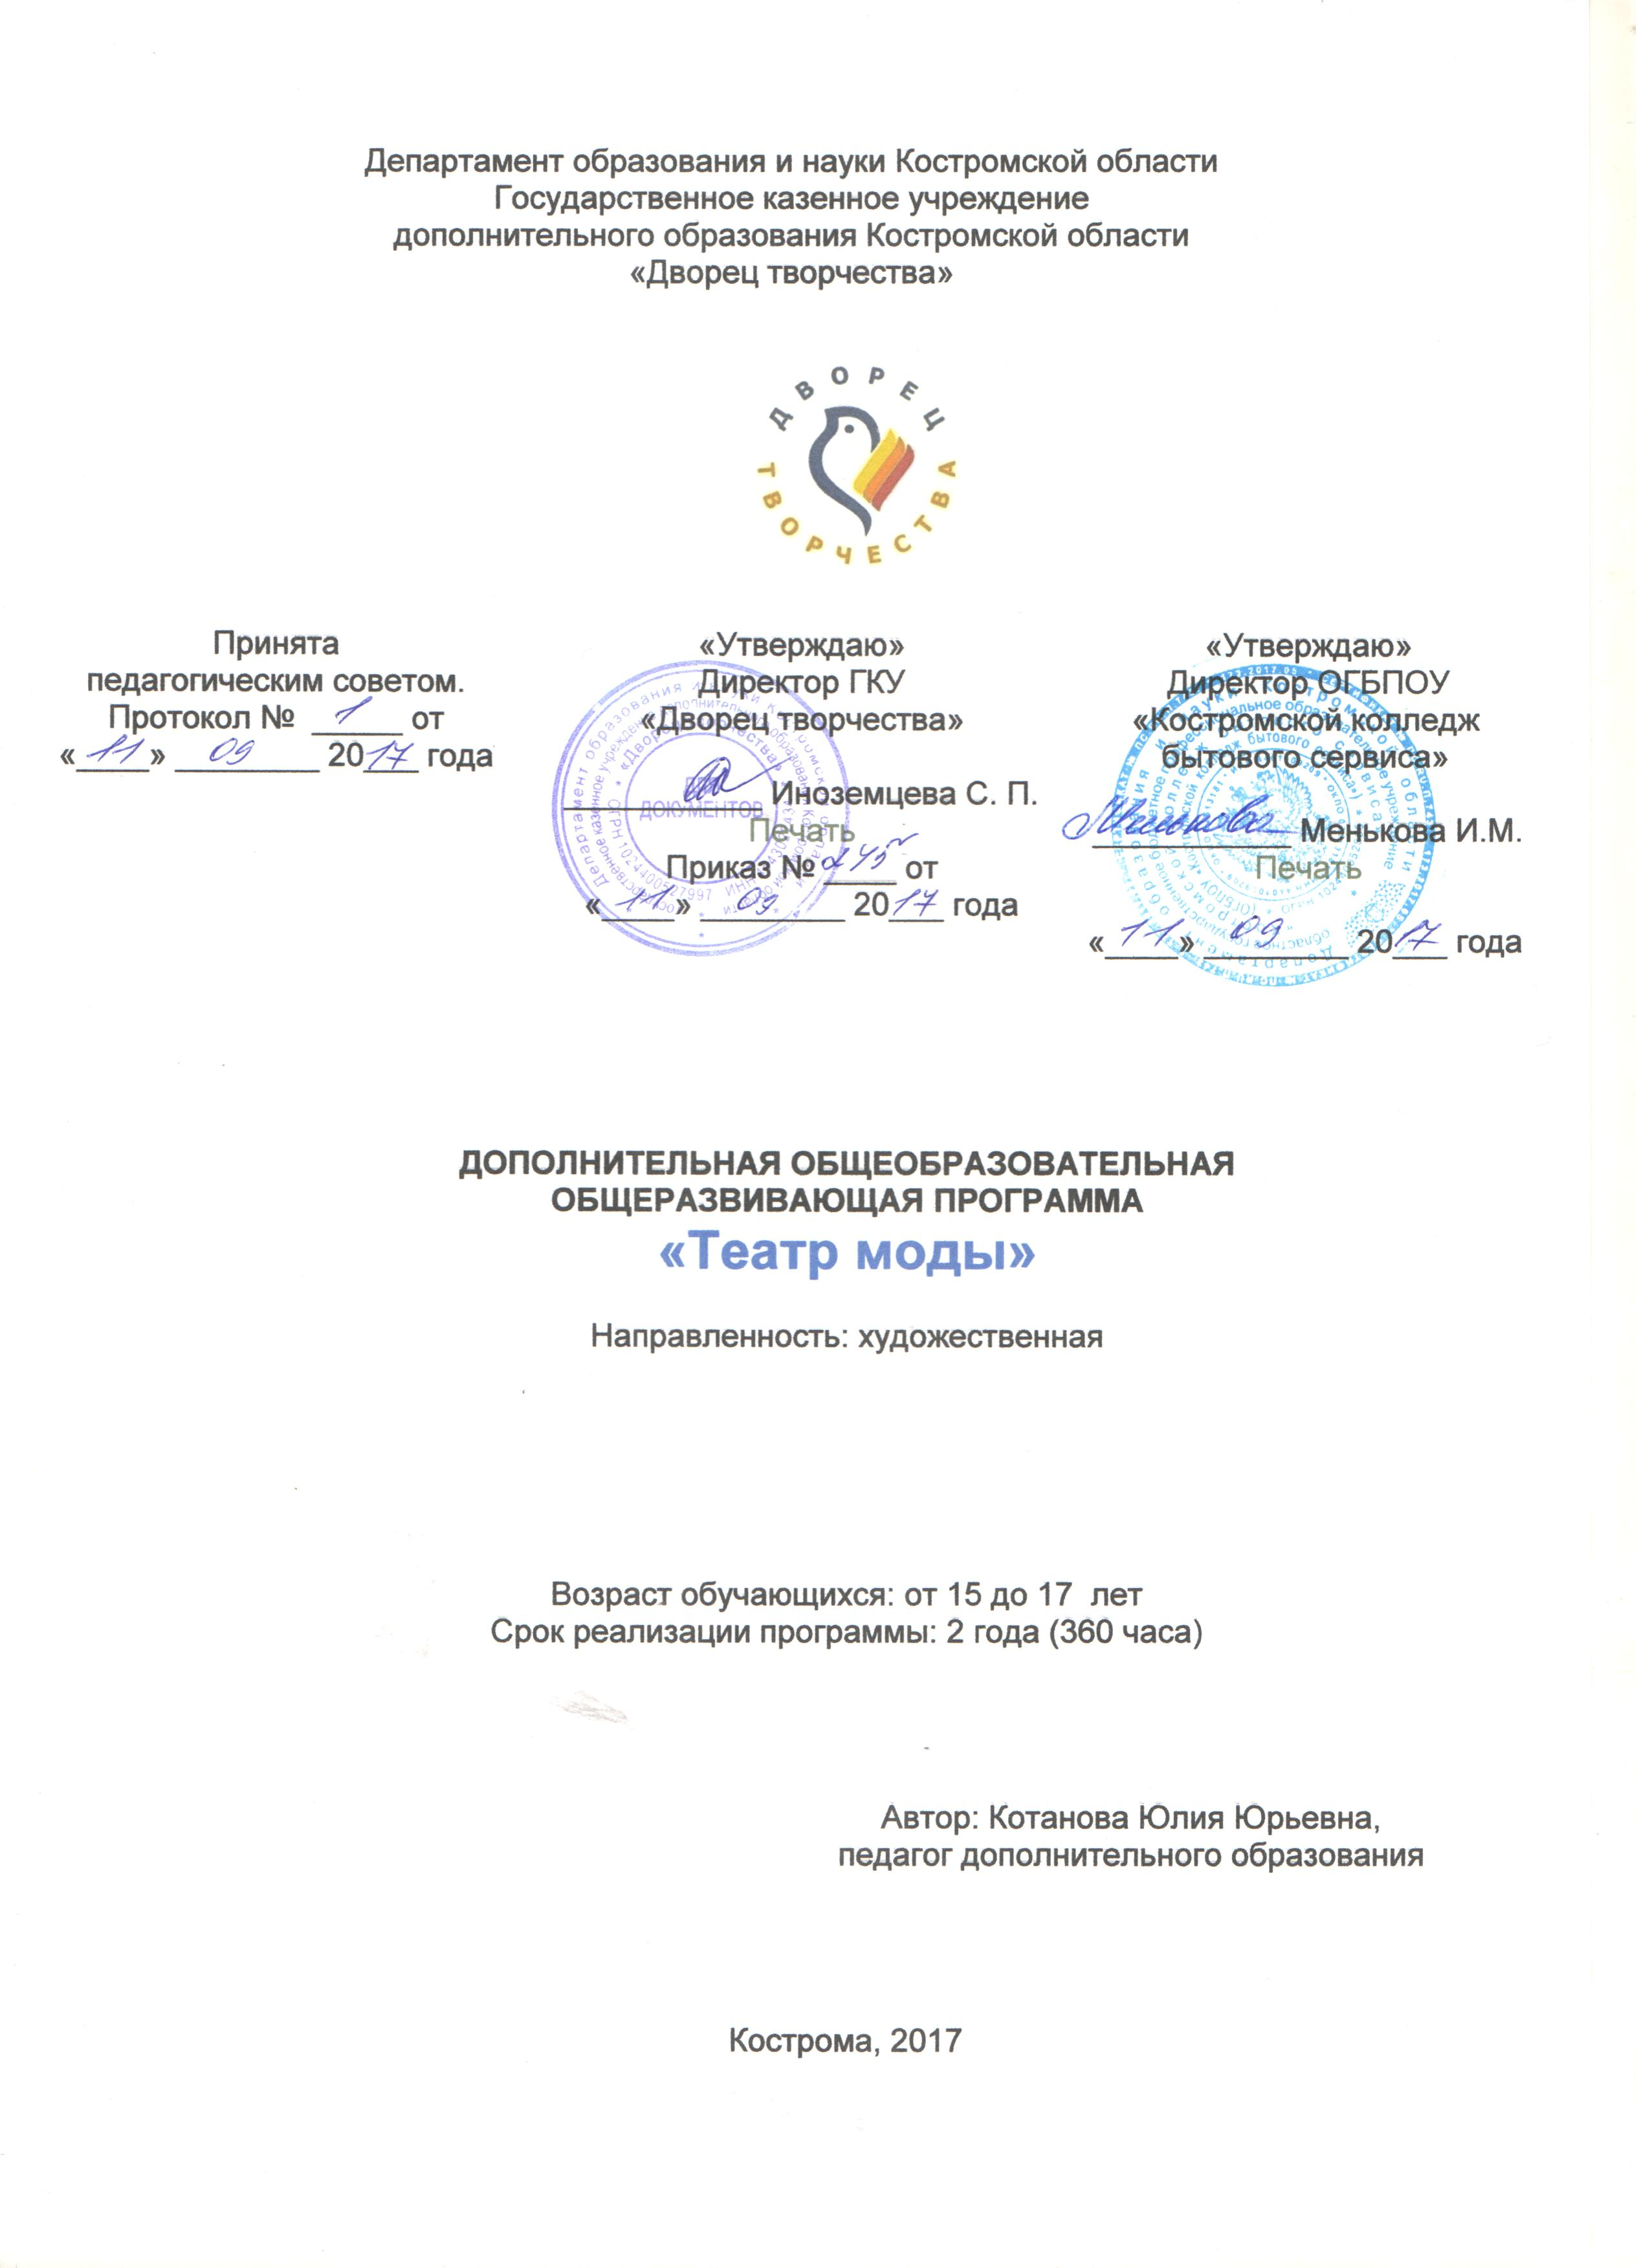 Департамент образования и науки Костромской области
Государственное казенное учреждение
дополнительного образования Костромской области
«Дворец творчества»
ДВОРЕЦ
ТВОРЧЕСТВА
Принята
педагогическим советом.
Протокол № 1 от
«11» 09 2017 года
«Утверждаю»
Директор ГКУ
«Дворец творчества»
Иноземцева С. П.
Печать
Приказ № 245 от
«11» 09 2017 года
ДОКУМЕНТОВ
«Утверждаю»
Директор ОГБПОУ
«Костромской колледж
бытового сервиса»
Менькова И.М.
Печать
«11» 09 2017 года
ДОПОЛНИТЕЛЬНАЯ ОБЩЕОБРАЗОВАТЕЛЬНАЯ
ОБЩЕРАЗВИВАЮЩАЯ ПРОГРАММА
«Театр моды»
Направленность: художественная
Возраст обучающихся: от 15 до 17 лет
Срок реализации программы: 2 года (360 часа)
Автор: Котанова Юлия Юрьевна,
педагог дополнительного образования
Кострома, 2017